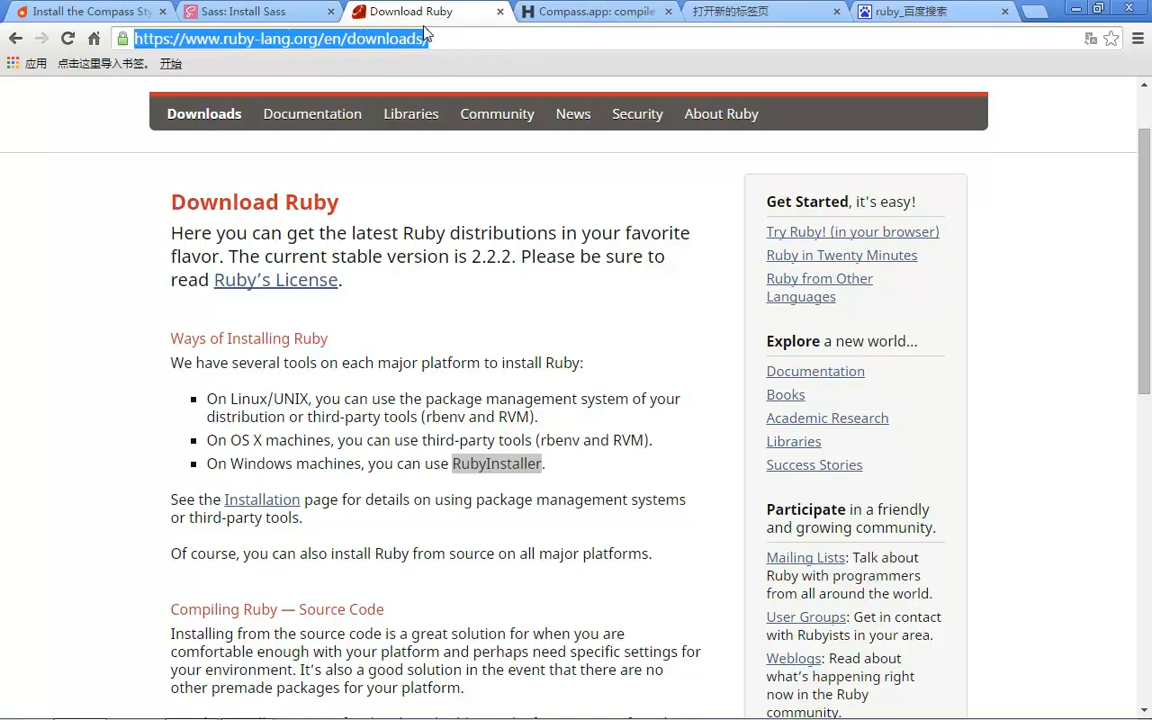 Install the Compass Sty
Sass: Install Sass
Download Ruby
Compass.app: compile
打开新的标签页
ruby_百度搜索
https://www.ruby-lang.org/en/downloads/
应用 点击这里导入书签。 开始
Downloads Documentation Libraries Community News Security About Ruby
Download Ruby
Here you can get the latest Ruby distributions in your favorite
flavor. The current stable version is 2.2.2. Please be sure to
read Ruby's License.
Ways of Installing Ruby
We have several tools on each major platform to install Ruby:
On Linux/UNIX, you can use the package management system of your
distribution or third-party tools (rbenv and RVM).
On OS X machines, you can use third-party tools (rbenv and RVM).
On Windows machines, you can use RubyInstaller.
See the Installation page for details on using package management systems
or third-party tools.
Of course, you can also install Ruby from source on all major platforms.
Compiling Ruby — Source Code
Installing from the source code is a great solution for when you are
comfortable enough with your platform and perhaps need specific settings for
your environment. It's also a good solution in the event that there are no
other premade packages for your platform.
Get Started, it's easy!
Try Ruby! (in your browser)
Ruby in Twenty Minutes
Ruby from Other
Languages
Explore a new world...
Documentation
Books
Academic Research
Libraries
Success Stories
Participate in a friendly
and growing community.
Mailing Lists: Talk about
Ruby with programmers
from all around the world.
User Groups: Get in contact
with Rubyists in your area.
Weblogs: Read about
what's happening right
now in the Ruby
community.